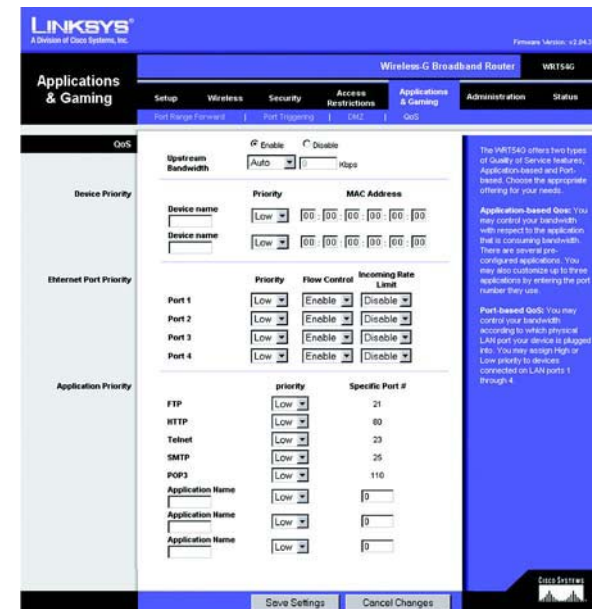 LINKSYS®
A Division of Cisco Systems, Inc.
Firmware Version: v2.04.3
Wireless-G Broadband Router WRT54G
Applications & Gaming
Setup Wireless Security Access Restrictions Applications & Gaming Administration Status
Port Range Forward | Port Triggering | DMZ | QoS
QoS
Enable Disable
Upstream Bandwidth Auto 0 Kbps
Device Priority
Priority MAC Address
Device name Low 00 : 00 : 00 : 00 : 00 : 00
Device name Low 00 : 00 : 00 : 00 : 00 : 00
Ehternet Port Priority
Priority Flow Control Incoming Rate Limit
Port 1 Low Enable Disable
Port 2 Low Enable Disable
Port 3 Low Enable Disable
Port 4 Low Enable Disable
Application Priority
priority Specific Port #
FTP Low 21
HTTP Low 80
Telnet Low 23
SMTP Low 25
POP3 Low 110
Application Name Low 0
Application Name Low 0
Application Name Low 0
The WRT54G offers two types
of Quality of Service features,
Application-based and Port-
based. Choose the appropriate
offering for your needs.
Application-based Qos: You
may control your bandwidth
with respect to the application
that is consuming bandwidth.
There are several pre-
configured applications. You
may also customize up to three
applications by entering the port
number they use.
Port-based QoS: You may
control your bandwidth
according to which physical
LAN port your device is plugged
into. You may assign High or
Low priority to devices
connected on LAN ports 1
through 4.
Save Settings Cancel Changes
CISCO SYSTEMS